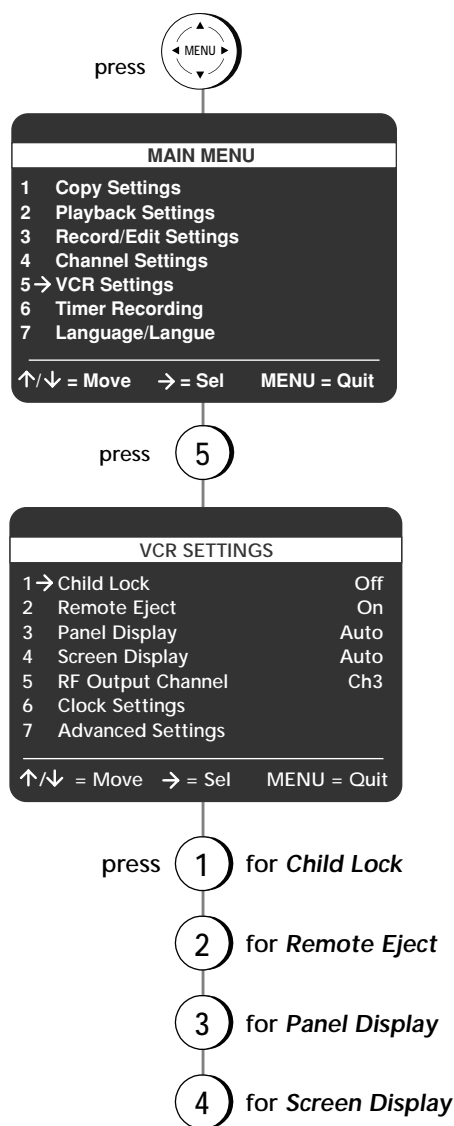 press ◄ MENU ►
MAIN MENU
1 Copy Settings
2 Playback Settings
3 Record/Edit Settings
4 Channel Settings
5 → VCR Settings
6 Timer Recording
7 Language/Langue
↑/↓ = Move → = Sel MENU = Quit
press 5
VCR SETTINGS
1 → Child Lock Off
2 Remote Eject On
3 Panel Display Auto
4 Screen Display Auto
5 RF Output Channel Ch3
6 Clock Settings
7 Advanced Settings
↑/↓ = Move → = Sel MENU = Quit
press 1 for Child Lock
2 for Remote Eject
3 for Panel Display
4 for Screen Display